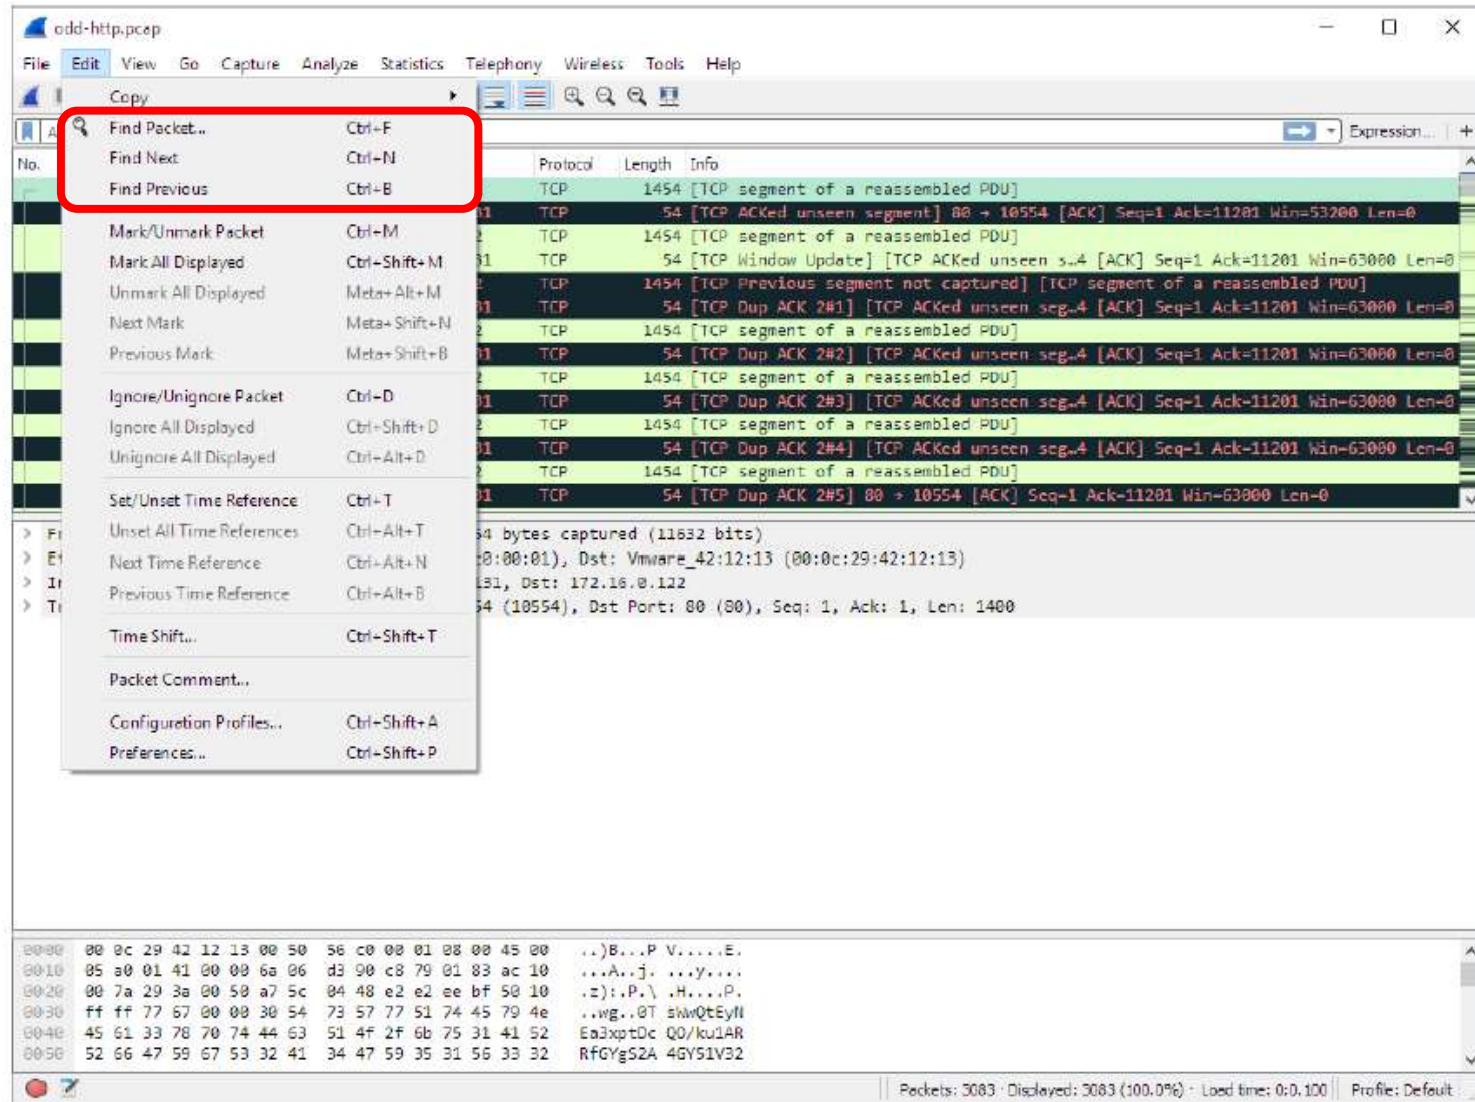 odd-http.pcap
File Edit View Go Capture Analyze Statistics Telephony Wireless Tools Help
Copy
A Expression... +
Find Packet... Ctrl+F
Find Next Ctrl+N
Find Previous Ctrl+B
Mark/Unmark Packet Ctrl+M
Mark All Displayed Ctrl+Shift+M
Unmark All Displayed Meta+Alt+M
Next Mark Meta+Shift+N
Previous Mark Meta+Shift+B
Ignore/Unignore Packet Ctrl+D
Ignore All Displayed Ctrl+Shift+D
Unignore All Displayed Ctrl+Alt+D
Set/Unset Time Reference Ctrl+T
Unset All Time References Ctrl+Alt+T
Next Time Reference Ctrl+Alt+N
Previous Time Reference Ctrl+Alt+B
Time Shift... Ctrl+Shift+T
Packet Comment...
Configuration Profiles... Ctrl+Shift+A
Preferences... Ctrl+Shift+P
No. Protocol Length Info
TCP 1454 [TCP segment of a reassembled PDU]
31 TCP 54 [TCP ACKed unseen segment] 80 → 10554 [ACK] Seq=1 Ack=11201 Win=53200 Len=0
2 TCP 1454 [TCP segment of a reassembled PDU]
31 TCP 54 [TCP Window Update] [TCP ACKed unseen s…4 [ACK] Seq=1 Ack=11201 Win=63000 Len=0
2 TCP 1454 [TCP Previous segment not captured] [TCP segment of a reassembled PDU]
31 TCP 54 [TCP Dup ACK 2#1] [TCP ACKed unseen seg…4 [ACK] Seq=1 Ack=11201 Win=63000 Len=0
2 TCP 1454 [TCP segment of a reassembled PDU]
31 TCP 54 [TCP Dup ACK 2#2] [TCP ACKed unseen seg…4 [ACK] Seq=1 Ack=11201 Win=63000 Len=0
2 TCP 1454 [TCP segment of a reassembled PDU]
31 TCP 54 [TCP Dup ACK 2#3] [TCP ACKed unseen seg…4 [ACK] Seq=1 Ack=11201 Win=63000 Len=0
2 TCP 1454 [TCP segment of a reassembled PDU]
31 TCP 54 [TCP Dup ACK 2#4] [TCP ACKed unseen seg…4 [ACK] Seq=1 Ack=11201 Win=63000 Len=0
2 TCP 1454 [TCP segment of a reassembled PDU]
31 TCP 54 [TCP Dup ACK 2#5] 80 → 10554 [ACK] Seq=1 Ack=11201 Win=63000 Len=0
> Fr 54 bytes captured (11632 bits)
> Et 0:00:01), Dst: Vmware_42:12:13 (00:0c:29:42:12:13)
> In 131, Dst: 172.16.0.122
> Tr 54 (10554), Dst Port: 80 (80), Seq: 1, Ack: 1, Len: 1400
0000 00 0c 29 42 12 13 00 50 56 c0 00 01 08 00 45 00 ..)B...P V.....E.
0010 05 a0 01 41 00 00 6a 06 d3 90 c8 79 01 83 ac 10 ...A..j. ...y....
0020 00 7a 29 3a 00 50 a7 5c 04 48 e2 e2 ee bf 50 10 .z):.P.\ .H....P.
0030 ff ff 77 67 00 00 30 54 73 57 77 51 74 45 79 4e ..wg..0T sWwQtEyN
0040 45 61 33 78 70 74 44 63 51 4f 2f 6b 75 31 41 52 Ea3xptDc QO/ku1AR
0050 52 66 47 59 67 53 32 41 34 47 59 35 31 56 33 32 RfGYgS2A 4GY51V32
Packets: 3083 · Displayed: 3083 (100.0%) · Load time: 0:0.100 Profile: Default